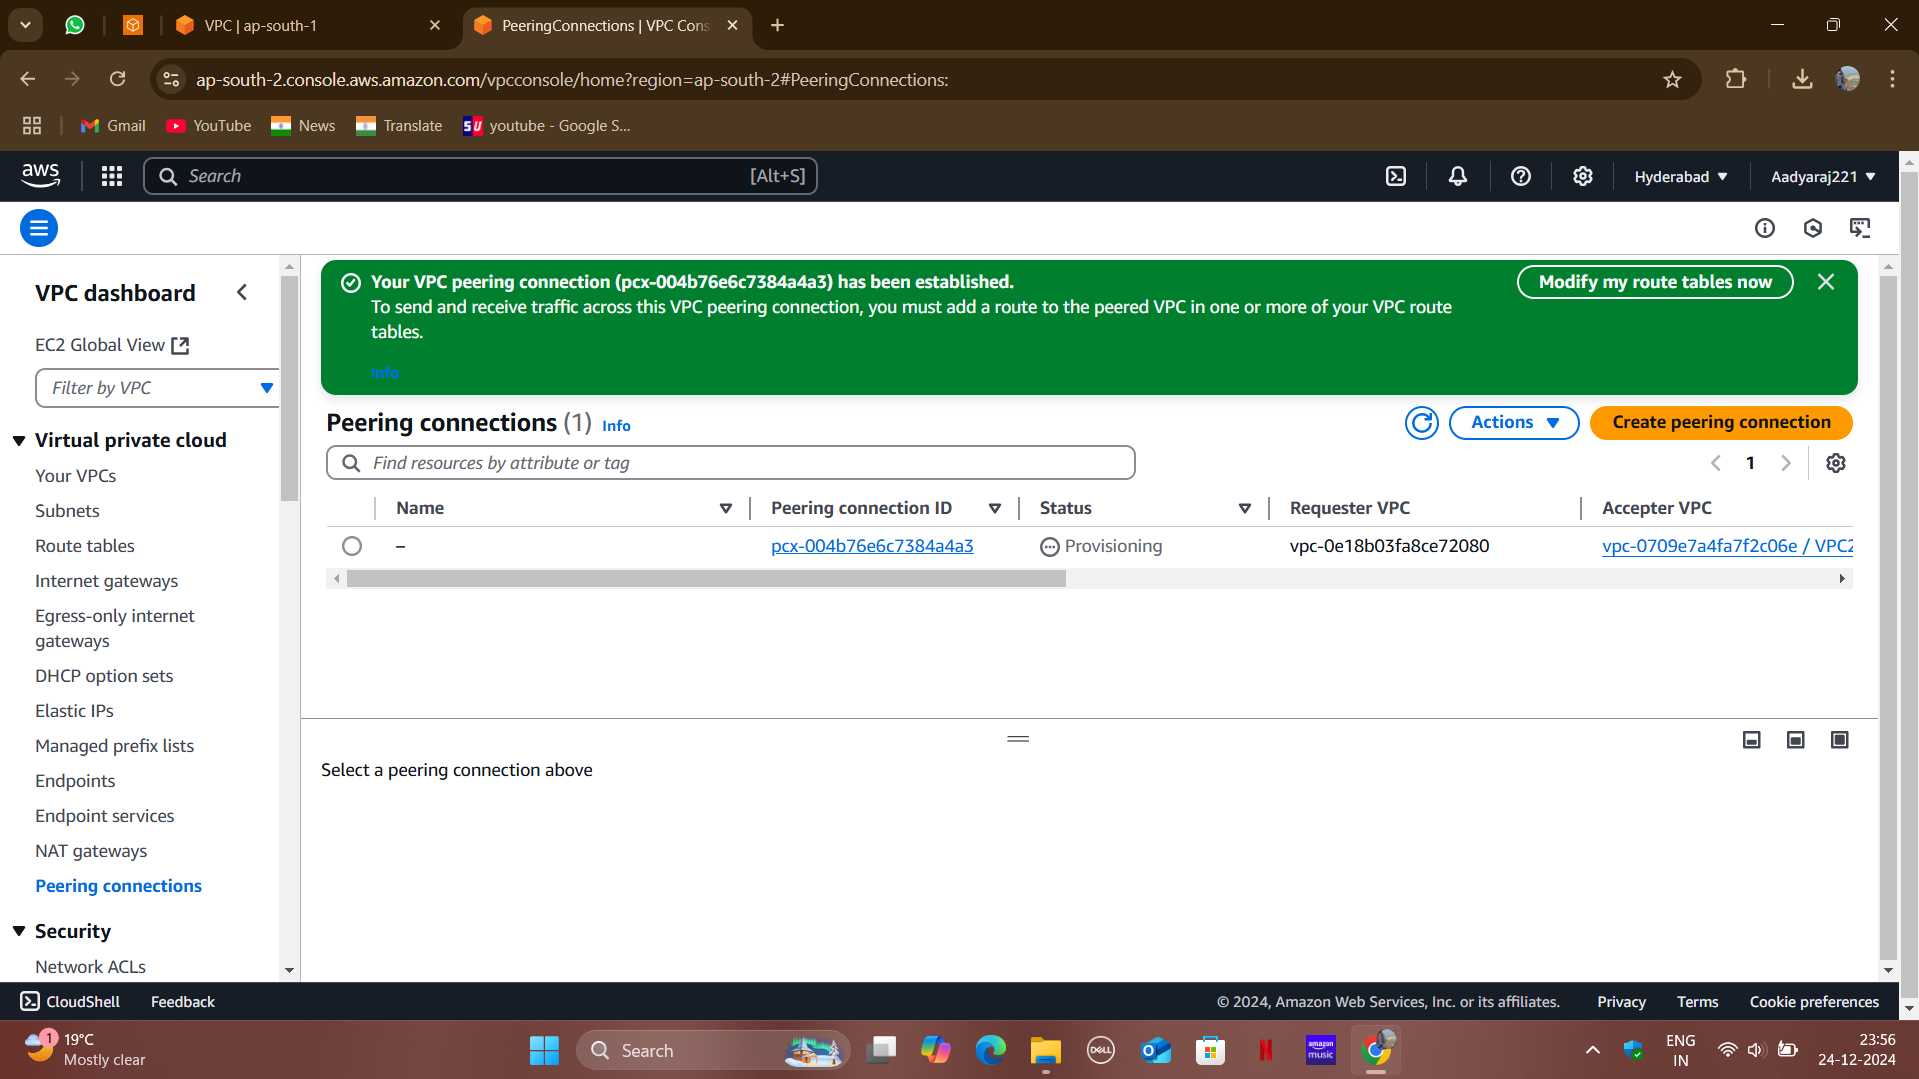 VPC | ap-south-1
PeeringConnections | VPC Cons
ap-south-2.console.aws.amazon.com/vpcconsole/home?region=ap-south-2#PeeringConnections:
Gmail
YouTube
News
Translate
SU
youtube - Google S...
aws
Search
[Alt+S]
Hyderabad
Aadyaraj221
VPC dashboard
EC2 Global View
Filter by VPC
Virtual private cloud
Your VPCs
Subnets
Route tables
Internet gateways
Egress-only internet
gateways
DHCP option sets
Elastic IPs
Managed prefix lists
Endpoints
Endpoint services
NAT gateways
Peering connections
Security
Network ACLs
Your VPC peering connection (pcx-004b76e6c7384a4a3) has been established.
To send and receive traffic across this VPC peering connection, you must add a route to the peered VPC in one or more of your VPC route
tables.
Info
Modify my route tables now
Peering connections (1) Info
Actions
Create peering connection
Find resources by attribute or tag
1
Name
Peering connection ID
Status
Requester VPC
Accepter VPC
–
pcx-004b76e6c7384a4a3
Provisioning
vpc-0e18b03fa8ce72080
vpc-0709e7a4fa7f2c06e / VPC2
Select a peering connection above
CloudShell
Feedback
© 2024, Amazon Web Services, Inc. or its affiliates.
Privacy
Terms
Cookie preferences
1
19°C
Mostly clear
Search
DELL
N
amazon
music
ENG
IN
23:56
24-12-2024